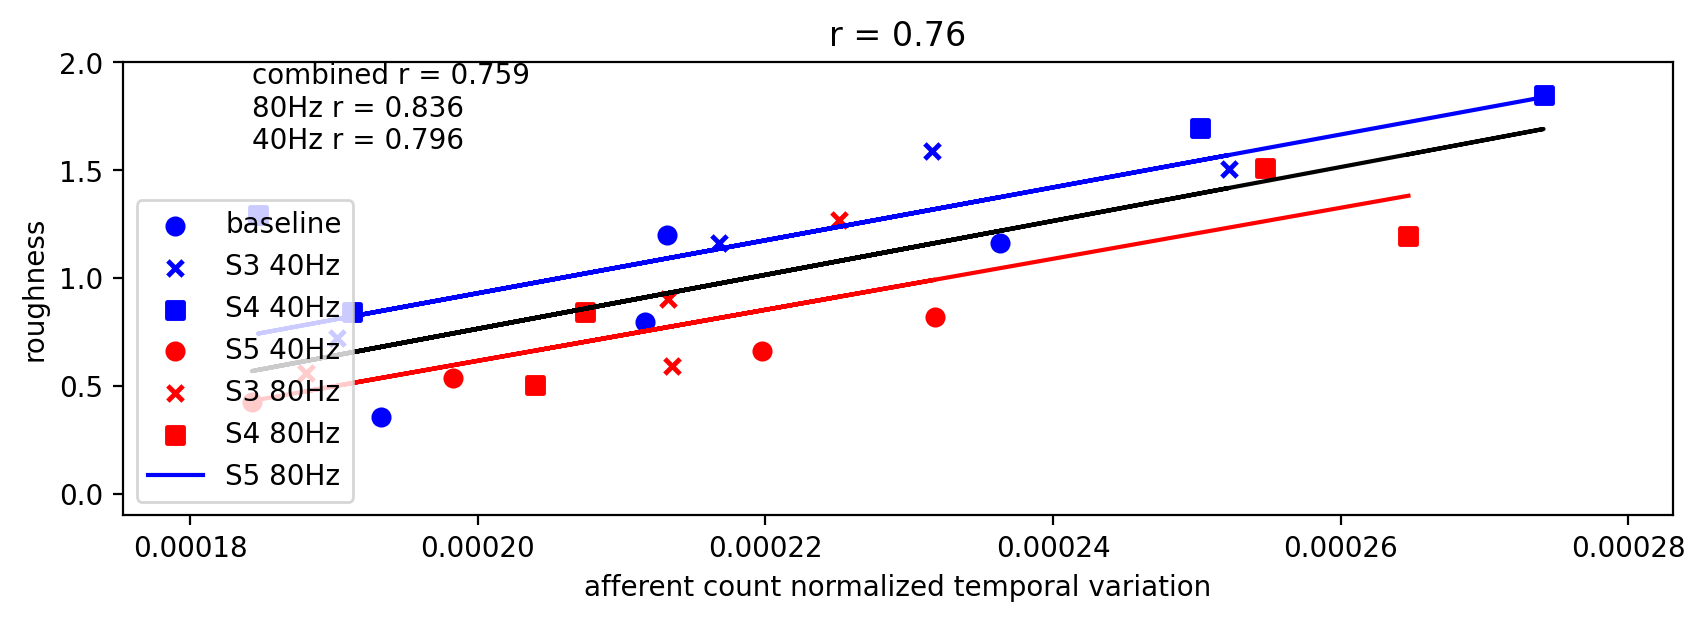 r = 0.76
combined r = 0.759
80Hz r = 0.836
40Hz r = 0.796
roughness
2.0
1.5
1.0
0.5
0.0
baseline
S3 40Hz
S4 40Hz
S5 40Hz
S3 80Hz
S4 80Hz
S5 80Hz
0.00018 0.00020 0.00022 0.00024 0.00026 0.00028
afferent count normalized temporal variation